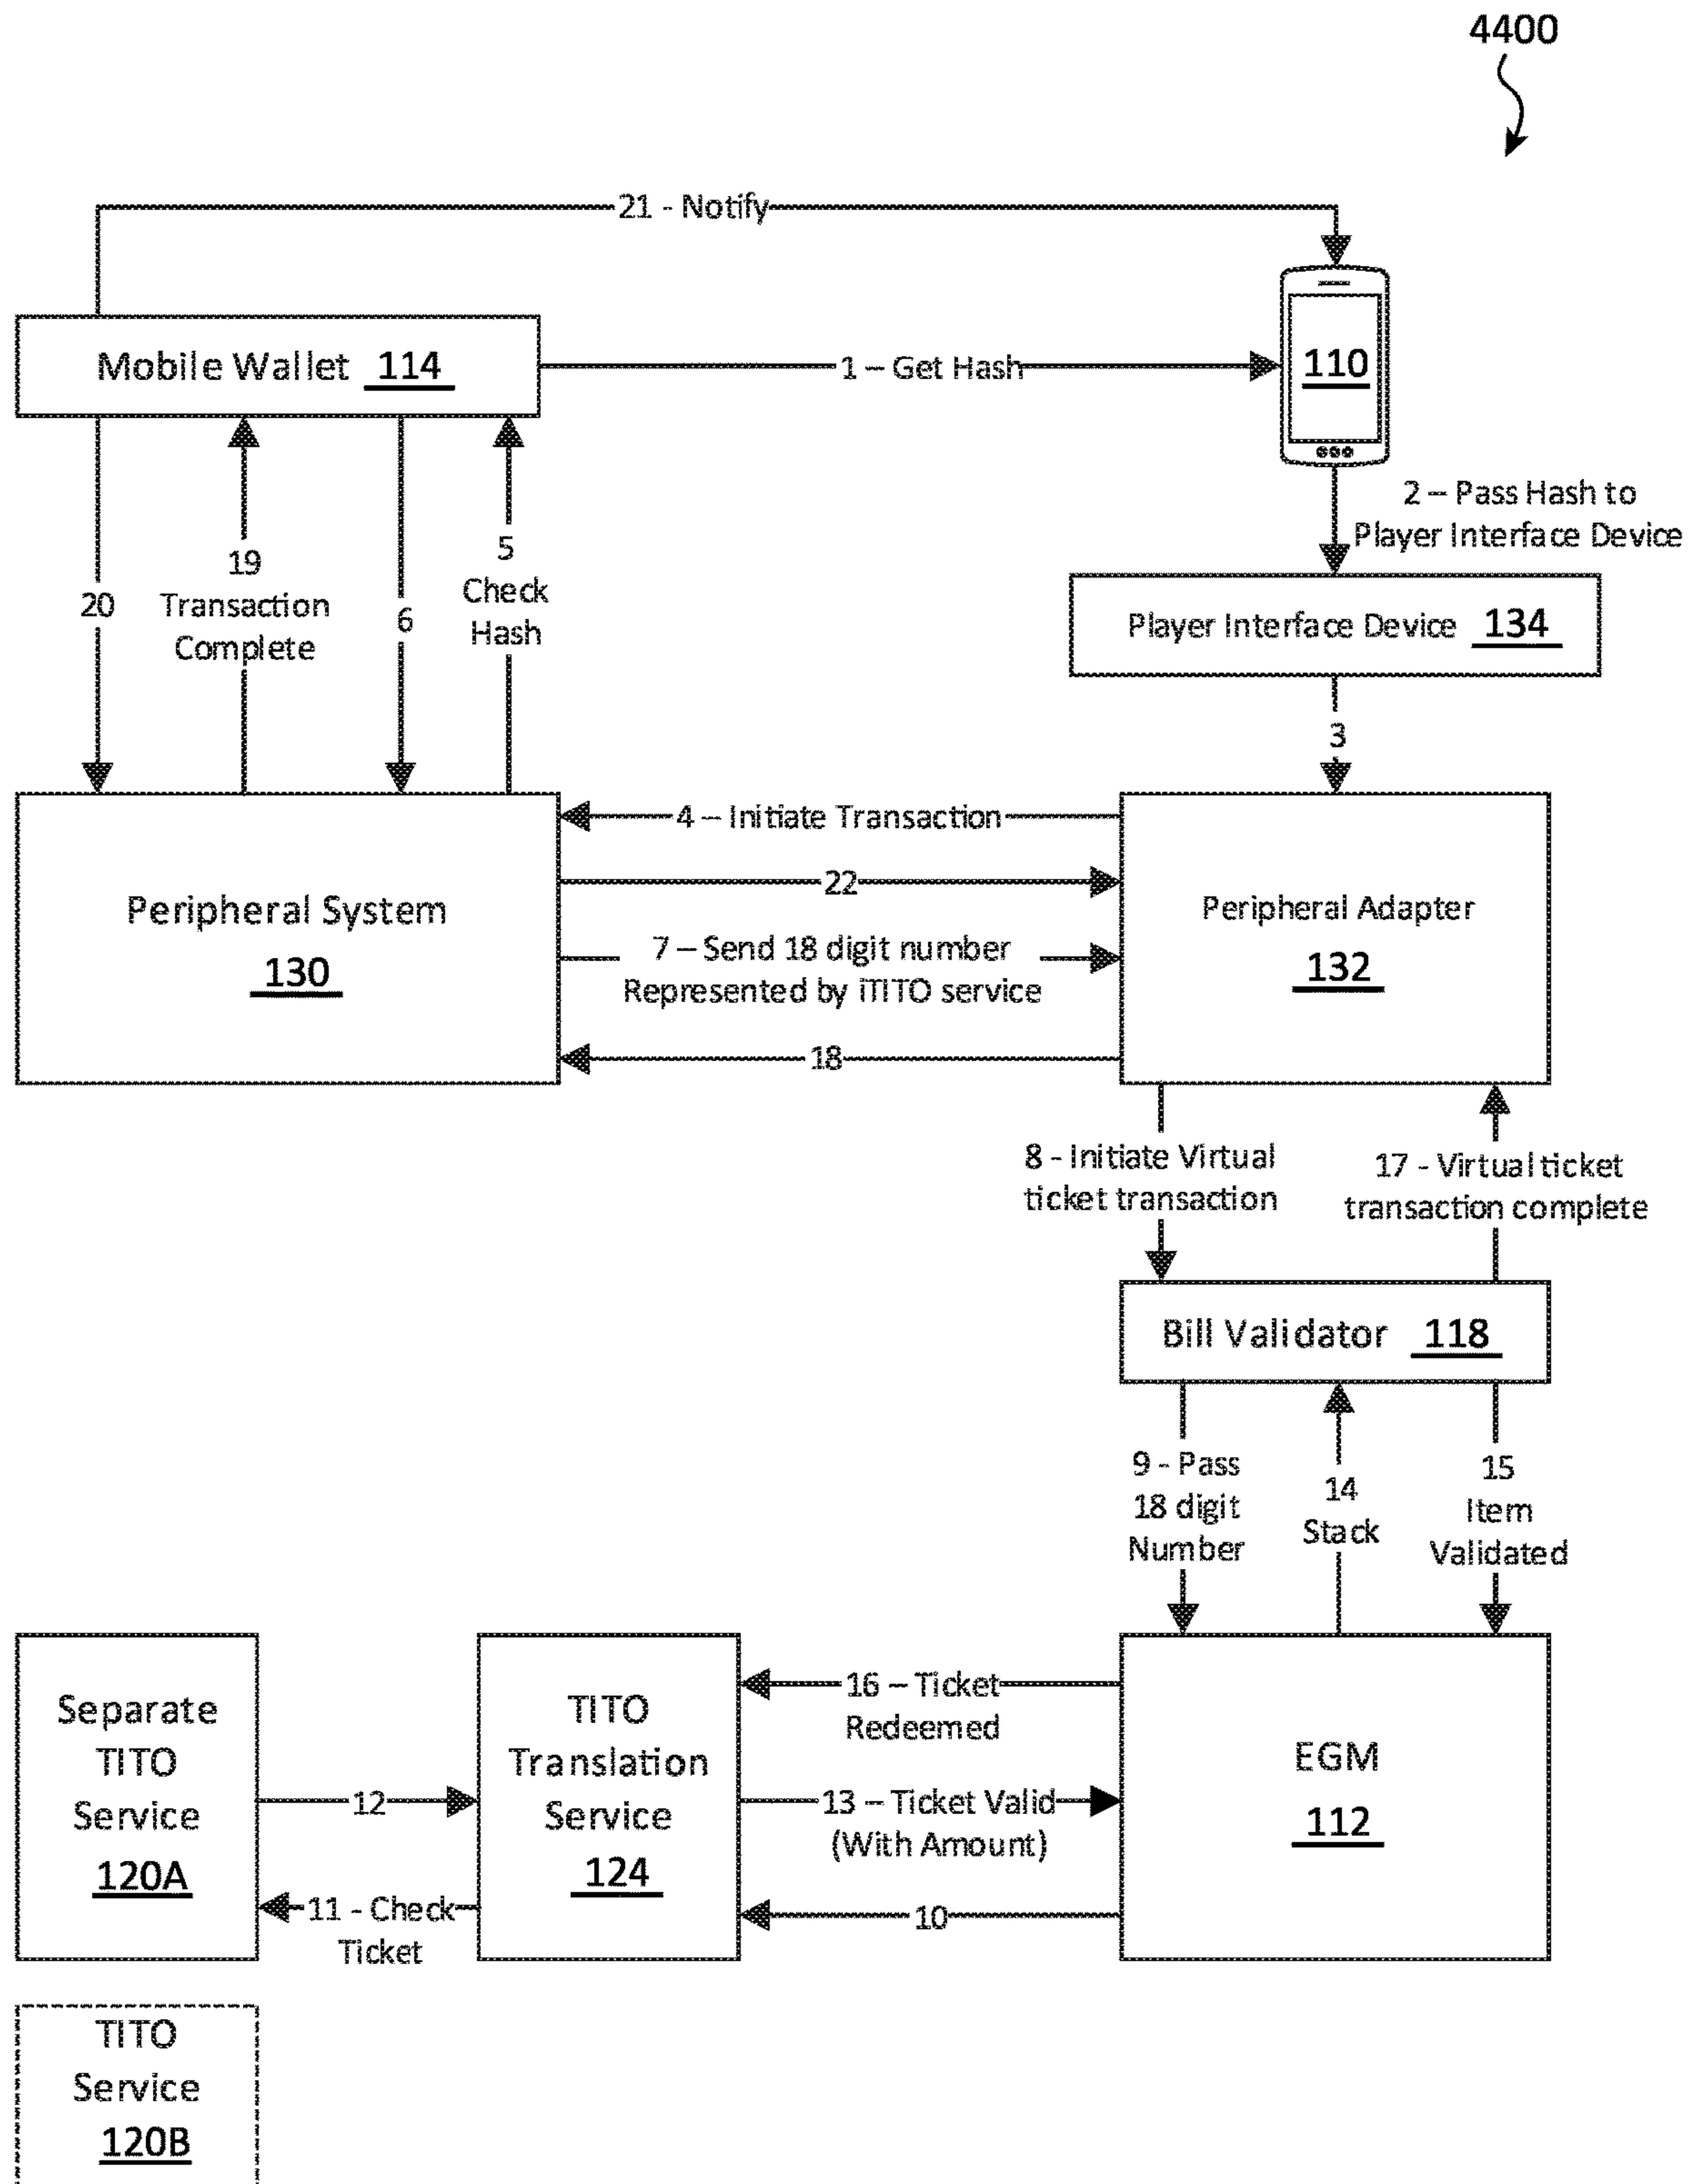 4400
21 - Notify
Mobile Wallet 114
1 – Get Hash
110
2 – Pass Hash to
Player Interface Device
Player Interface Device 134
20
19
Transaction
Complete
6
5
Check
Hash
3
Peripheral System
130
4 – Initiate Transaction
22
7 – Send 18 digit number
Represented by iTITO service
18
Peripheral Adapter
132
8 - Initiate Virtual
ticket transaction
17 - Virtual ticket
transaction complete
Bill Validator 118
9 - Pass
18 digit
Number
14
Stack
15
Item
Validated
Separate
TITO
Service
120A
12
11 - Check
Ticket
TITO
Translation
Service
124
16 – Ticket
Redeemed
13 – Ticket Valid
(With Amount)
10
EGM
112
TITO
Service
120B